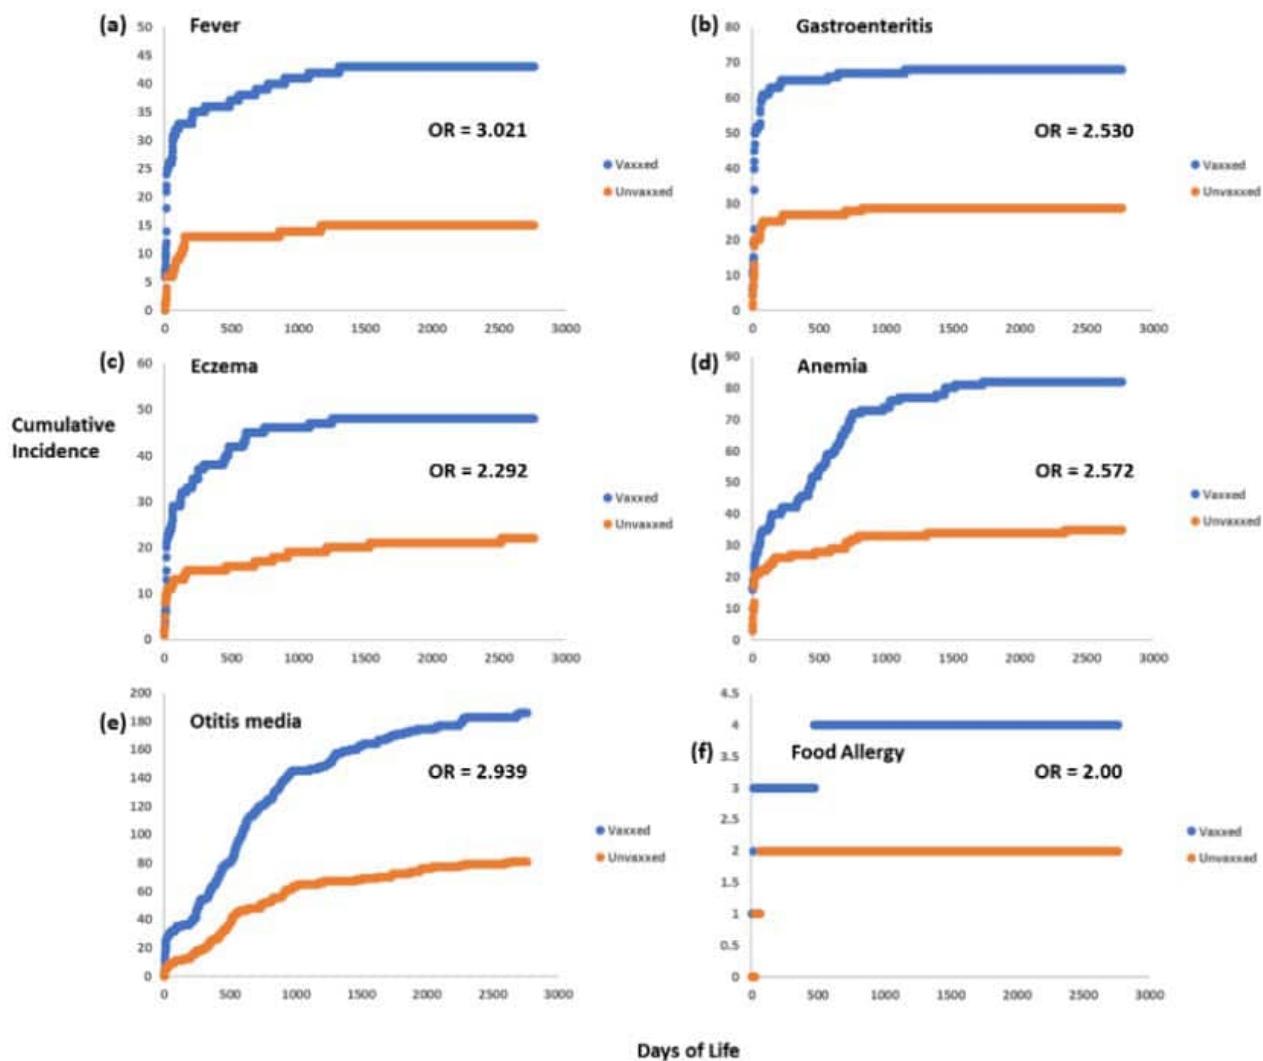 (a) Fever
50
45
40
35
30
25
20
15
10
5
0
0 500 1000 1500 2000 2500 3000
OR = 3.021
Vaxxed
Unvaxxed
(b) Gastroenteritis
80
70
60
50
40
30
20
10
0
0 500 1000 1500 2000 2500 3000
OR = 2.530
Vaxxed
Unvaxxed
Cumulative
Incidence
(c) Eczema
60
50
40
30
20
10
0
0 500 1000 1500 2000 2500 3000
OR = 2.292
Vaxxed
Unvaxxed
(d) Anemia
90
80
70
60
50
40
30
20
10
0
0 500 1000 1500 2000 2500 3000
OR = 2.572
Vaxxed
Unvaxxed
(e) Otitis media
200
180
160
140
120
100
80
60
40
20
0
0 500 1000 1500 2000 2500 3000
OR = 2.939
Vaxxed
Unvaxxed
(f) Food Allergy
4.5
4
3.5
3
2.5
2
1.5
1
0.5
0
0 500 1000 1500 2000 2500 3000
OR = 2.00
Vaxxed
Unvaxxed
Days of Life